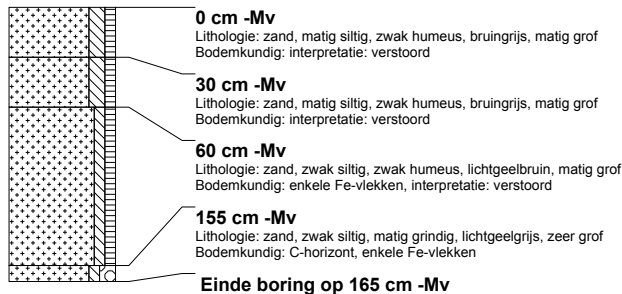 0 cm -Mv
Lithologie: zand, matig siltig, zwak humeus, bruingrijs, matig grof
Bodemkundig: interpretatie: verstoord
30 cm -Mv
Lithologie: zand, matig siltig, zwak humeus, bruingrijs, matig grof
Bodemkundig: interpretatie: verstoord
60 cm -Mv
Lithologie: zand, zwak siltig, zwak humeus, lichtgeelbruin, matig grof
Bodemkundig: enkele Fe-vlekken, interpretatie: verstoord
155 cm -Mv
Lithologie: zand, zwak siltig, matig grindig, lichtgeelgrijs, zeer grof
Bodemkundig: C-horizont, enkele Fe-vlekken
Einde boring op 165 cm -Mv